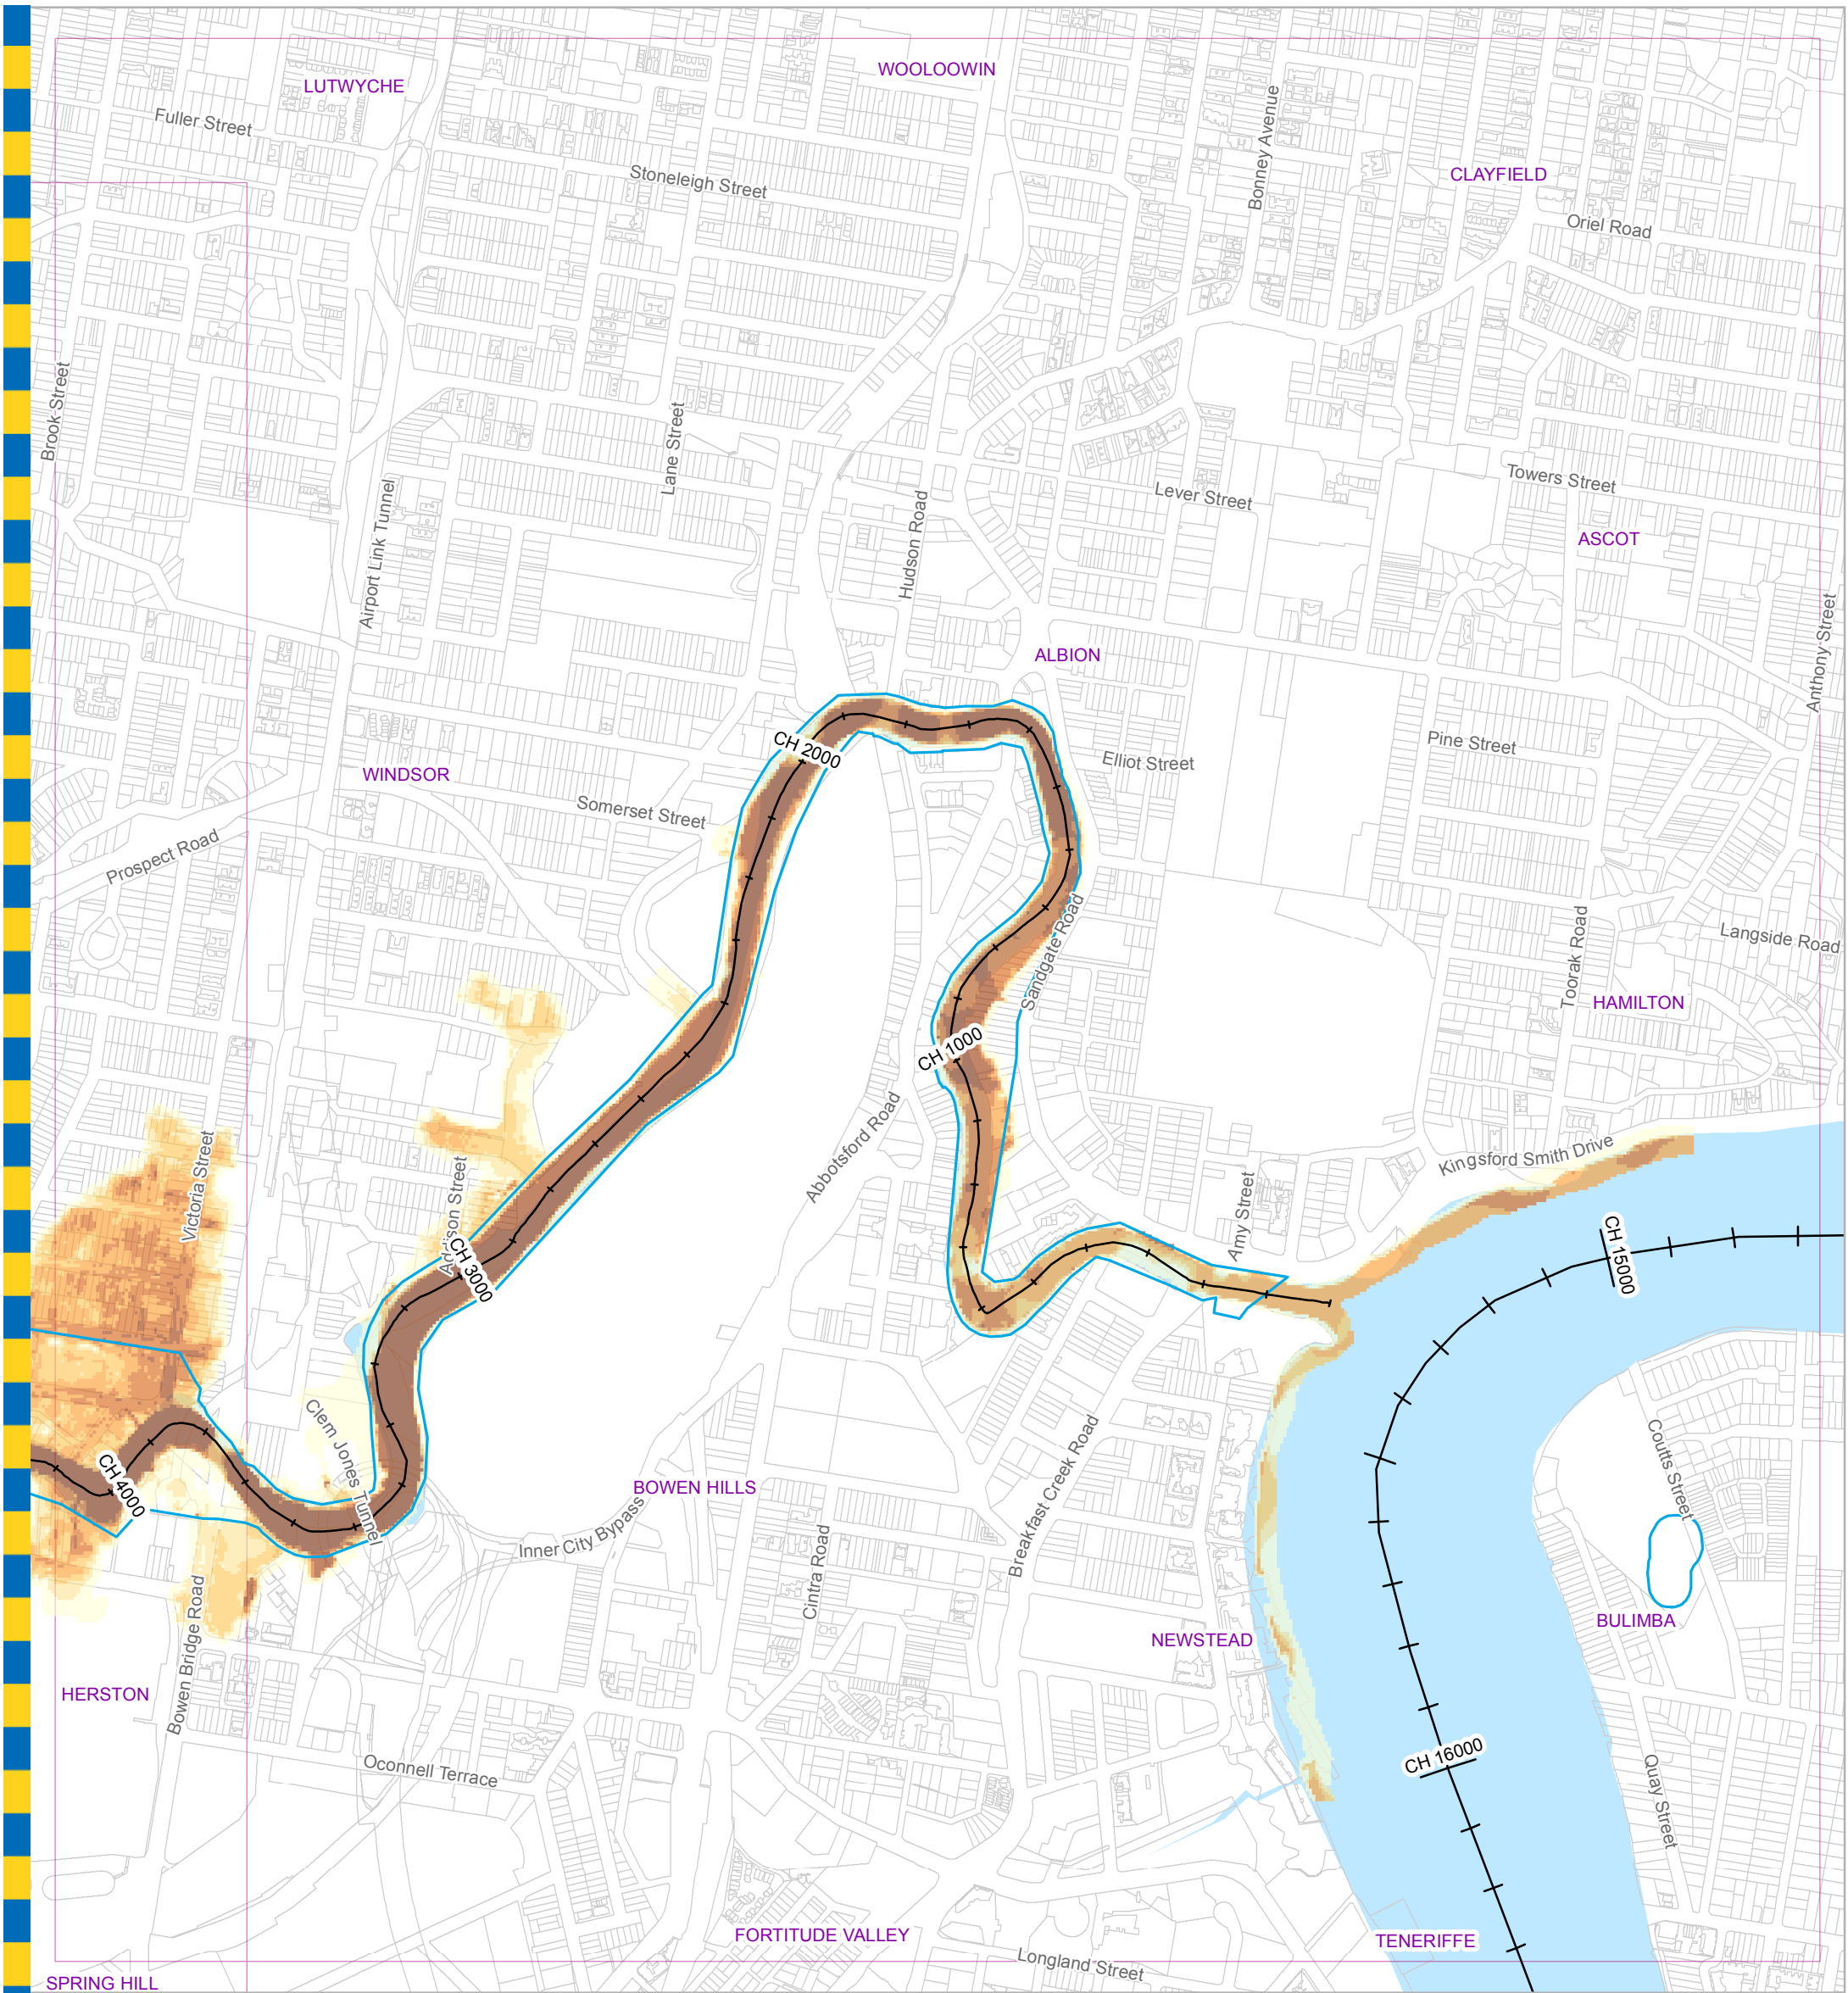 WOOLOOWIN
LUTWYCHE
Fuller Street
Bonney Avenue
Stoneleigh Street
CLAYFIELD
Oriel Road
Brook Street
Lane Street
Airport Link Tunnel
Hudson Road
Lever Street
Towers Street
ASCOT
Anthony Street
ALBION
Pine Street
CH 2000
Elliot Street
WINDSOR
Somerset Street
Prospect Road
Sandgate Road
Toorak Road
Langside Road
HAMILTON
CH 1000
Abbotsford Road
Kingsford Smith Drive
Victoria Street
Addison Street
Amy Street
CH 3000
CH 15000
Clem Jones Tunnel
CH 4000
BOWEN HILLS
Inner City Bypass
Breakfast Creek Road
Coutts Street
Cintra Road
BULIMBA
NEWSTEAD
Bowen Bridge Road
HERSTON
Oconnell Terrace
CH 16000
Quay Street
FORTITUDE VALLEY
TENERIFFE
Longland Street
SPRING HILL